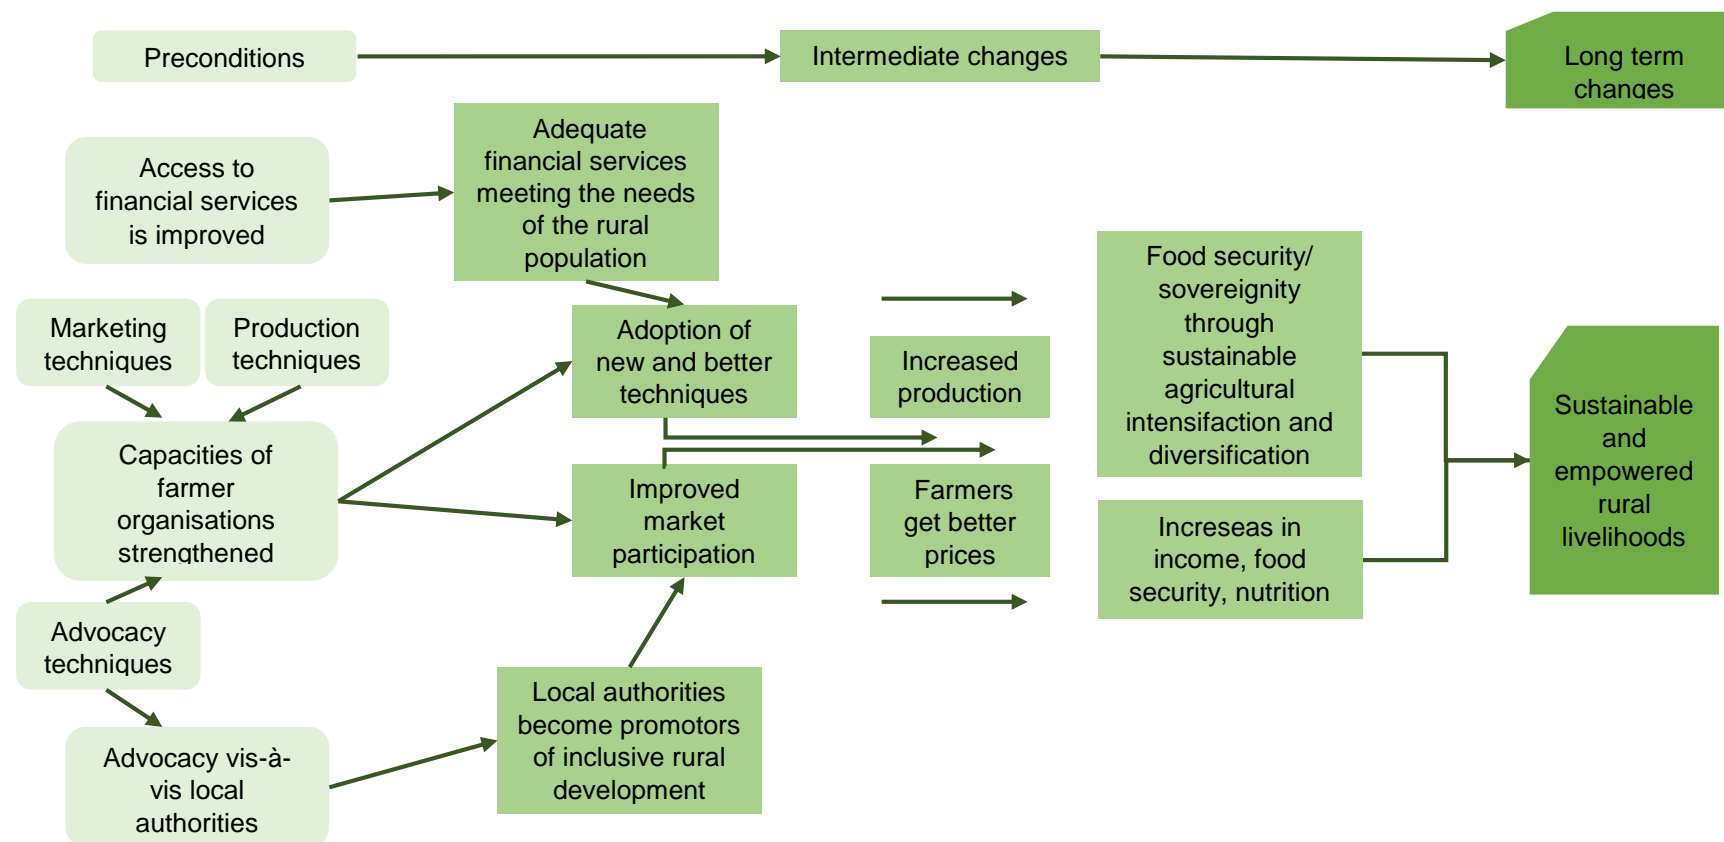 Preconditions
Intermediate changes
Long term
changes
Access to
financial services
is improved
Adequate
financial services
meeting the needs
of the rural
population
Marketing
techniques
Production
techniques
Capacities of
farmer
organisations
strengthened
Advocacy
techniques
Advocacy vis-à-
vis local
authorities
Adoption of
new and better
techniques
Improved
market
participation
Local authorities
become promotors
of inclusive rural
development
Increased
production
Farmers
get better
prices
Food security/
sovereignity
through
sustainable
agricultural
intensifaction and
diversification
Increseas in
income, food
security, nutrition
Sustainable
and
empowered
rural
livelihoods